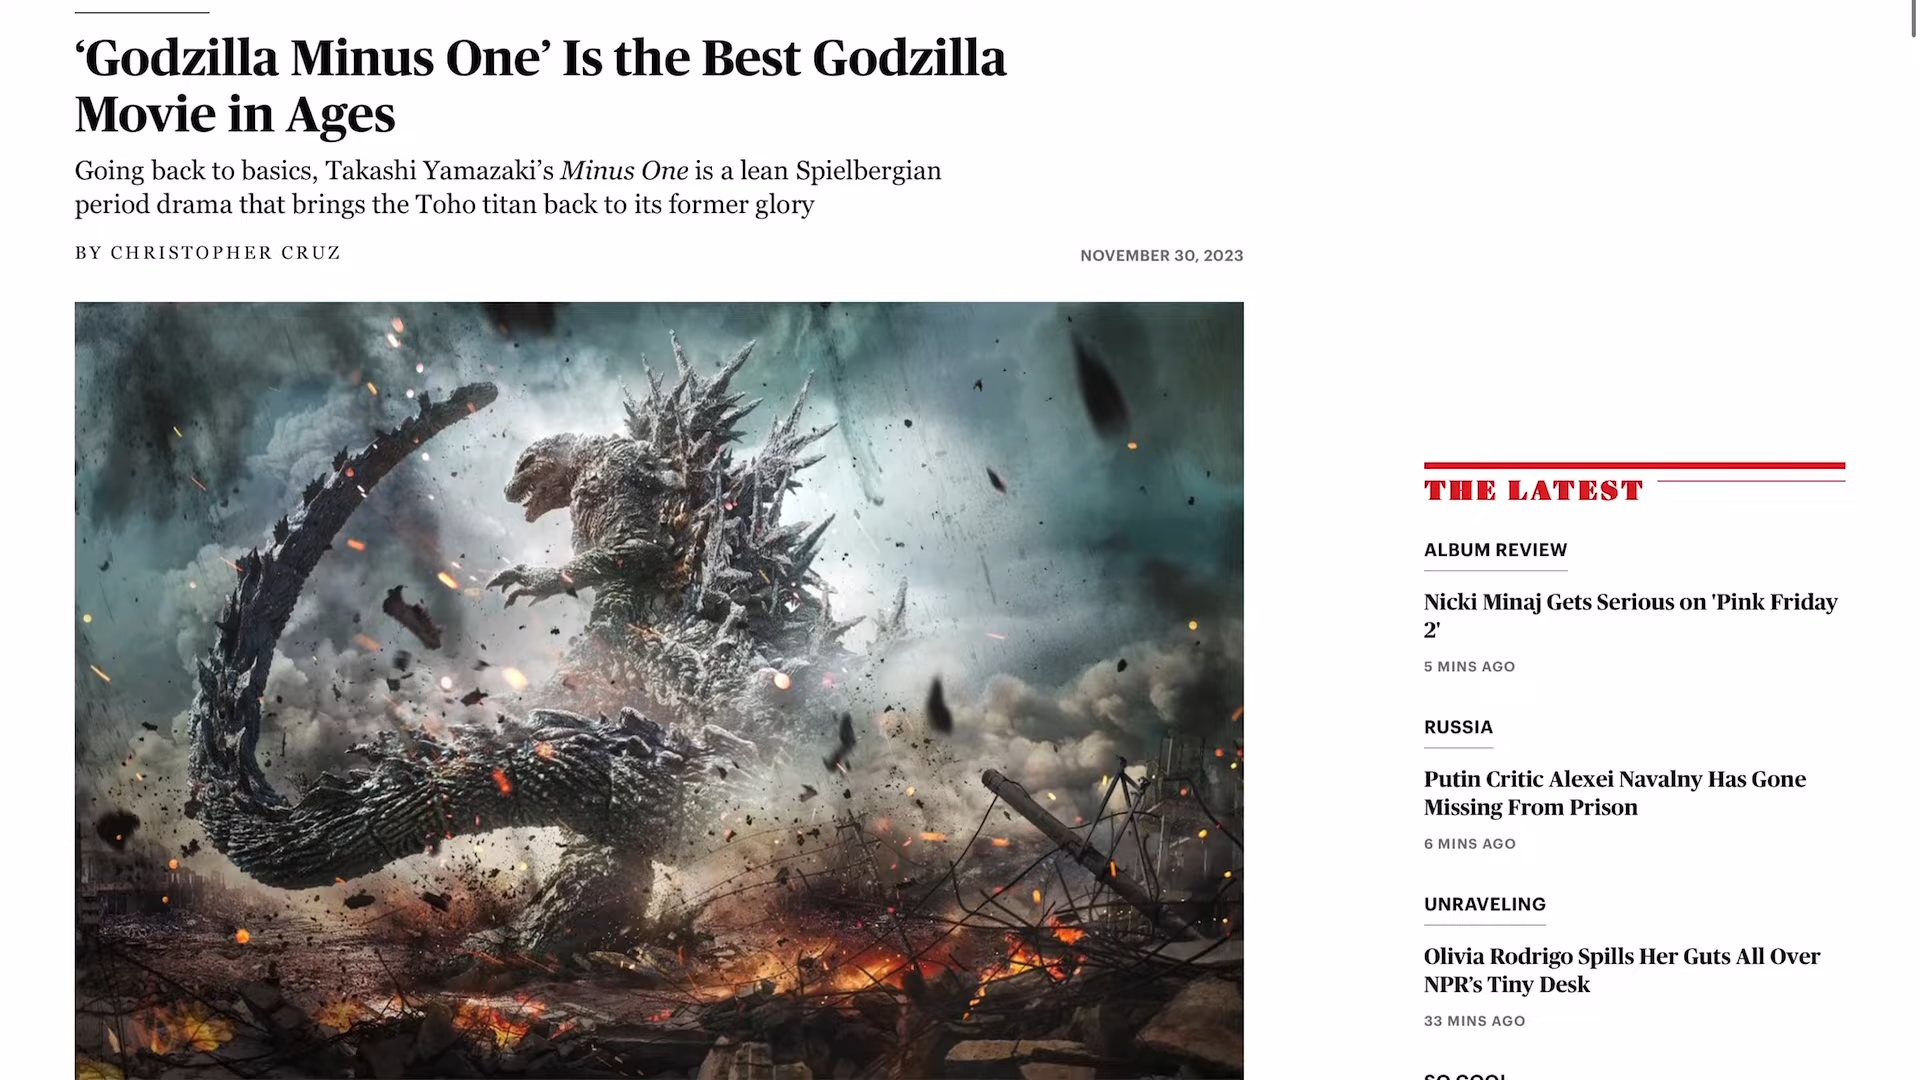 ‘Godzilla Minus One’ Is the Best Godzilla
Movie in Ages
Going back to basics, Takashi Yamazaki’s Minus One is a lean Spielbergian
period drama that brings the Toho titan back to its former glory
BY CHRISTOPHER CRUZ
NOVEMBER 30, 2023
THE LATEST
ALBUM REVIEW
Nicki Minaj Gets Serious on 'Pink Friday
2'
5 MINS AGO
RUSSIA
Putin Critic Alexei Navalny Has Gone
Missing From Prison
6 MINS AGO
UNRAVELING
Olivia Rodrigo Spills Her Guts All Over
NPR’s Tiny Desk
33 MINS AGO